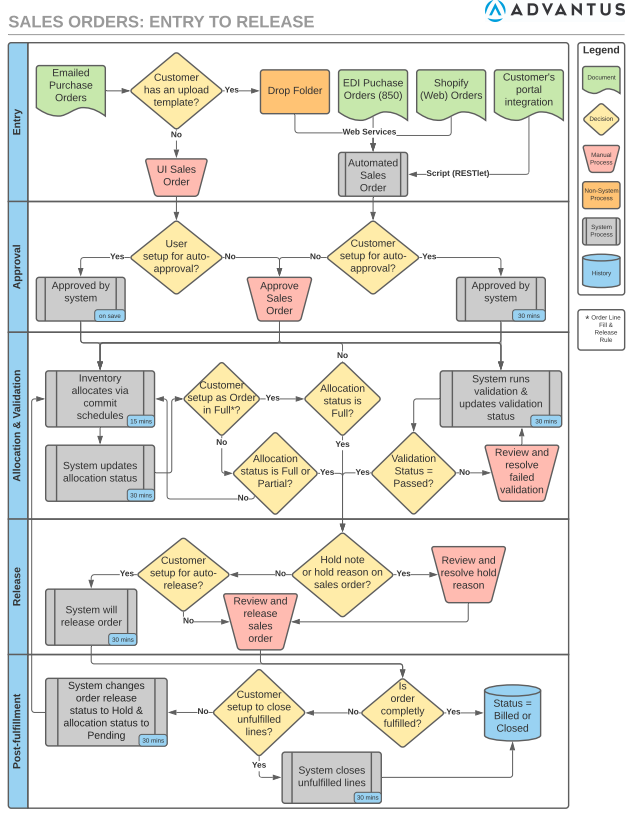 SALES ORDERS: ENTRY TO RELEASE
ADVANTUS
Legend
Document
Decision
Manual
Process
Non-System
Process
System
Process
History
* Order Line
Fill &
Release
Rule
Entry
Emailed
Purchase
Orders
Customer
has an upload
template?
Yes
No
Drop Folder
EDI Puchase
Orders (850)
Shopify
(Web) Orders
Customer's
portal
integration
Web Services
UI Sales
Order
Automated
Sales
Order
Script (RESTlet)
Approval
User
setup for auto-
approval?
Yes
No
Customer
setup for auto-
approval?
No
Yes
Approved by
system
on save
Approve
Sales
Order
Approved by
system
30 mins
Allocation & Validation
No
Inventory
allocates via
commit
schedules
15 mins
Customer
setup as Order
in Full*?
Yes
No
Allocation
status is
Full?
Yes
System runs
validation &
updates validation
status
30 mins
System updates
allocation status
30 mins
Allocation
status is Full or
Partial?
Yes
No
Validation
Status =
Passed?
Yes
No
Review and
resolve
failed
validation
Release
Customer
setup for auto-
release?
Yes
No
Hold note
or hold reason on
sales order?
No
Yes
Review and
resolve hold
reason
System will
release order
30 mins
Review and
release
sales
order
Post-fulfillment
System changes
order release
status to Hold &
allocation status to
Pending
30 mins
No
Customer
setup to close
unfulfilled
lines?
Yes
No
Is
order
completly
fulfilled?
Yes
Status =
Billed or
Closed
System closes
unfulfilled lines
30 mins